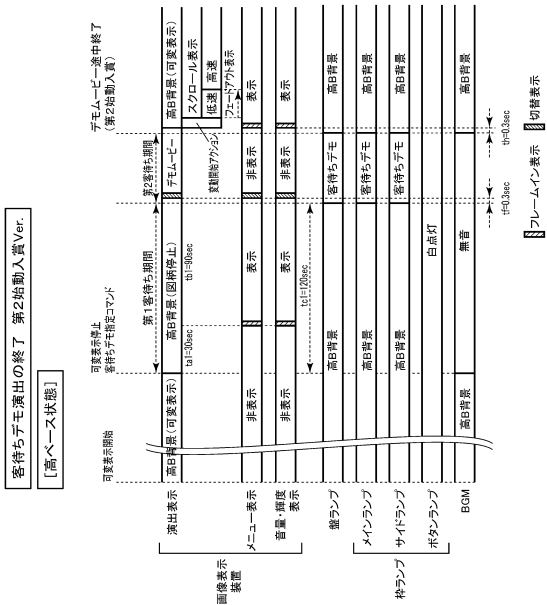 客待ちデモ演出の終了 第2始動入賞Ver.
[高ベース状態]
可変表示開始
可変表示停止
客待ちデモ指定コマンド
デモムービー途中終了
(第2始動入賞)
第1客待ち期間
第2客待ち期間
画像表示
装置
演出表示
高B背景(可変表示)
高B背景(図柄停止)
デモムービー
高B背景(可変表示)
スクロール表示
低速
高速
変動開始アクション
フェードアウト表示
ta1=30sec
tb1=90sec
メニュー表示
非表示
表示
非表示
表示
音量・輝度
表示
非表示
表示
非表示
表示
tc1=120sec
盤ランプ
高B背景
客待ちデモ
高B背景
枠ランプ
メインランプ
高B背景
客待ちデモ
高B背景
サイドランプ
高B背景
客待ちデモ
高B背景
ボタンランプ
白点灯
BGM
高B背景
無音
高B背景
tf=0.3sec
th=0.3sec
フレームイン表示
切替表示